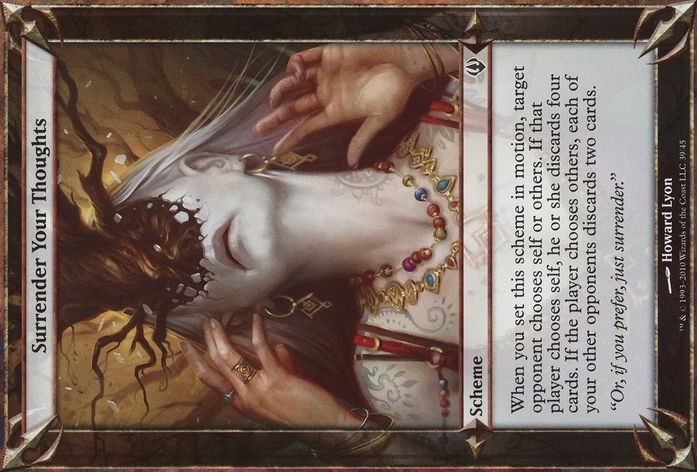 Surrender Your Thoughts
Scheme
When you set this scheme in motion, target
opponent chooses self or others. If that
player chooses self, he or she discards four
cards. If the player chooses others, each of
your other opponents discards two cards.
“Or, if you prefer, just surrender.”
Howard Lyon
™ & © 1993–2010 Wizards of the Coast LLC 39/45